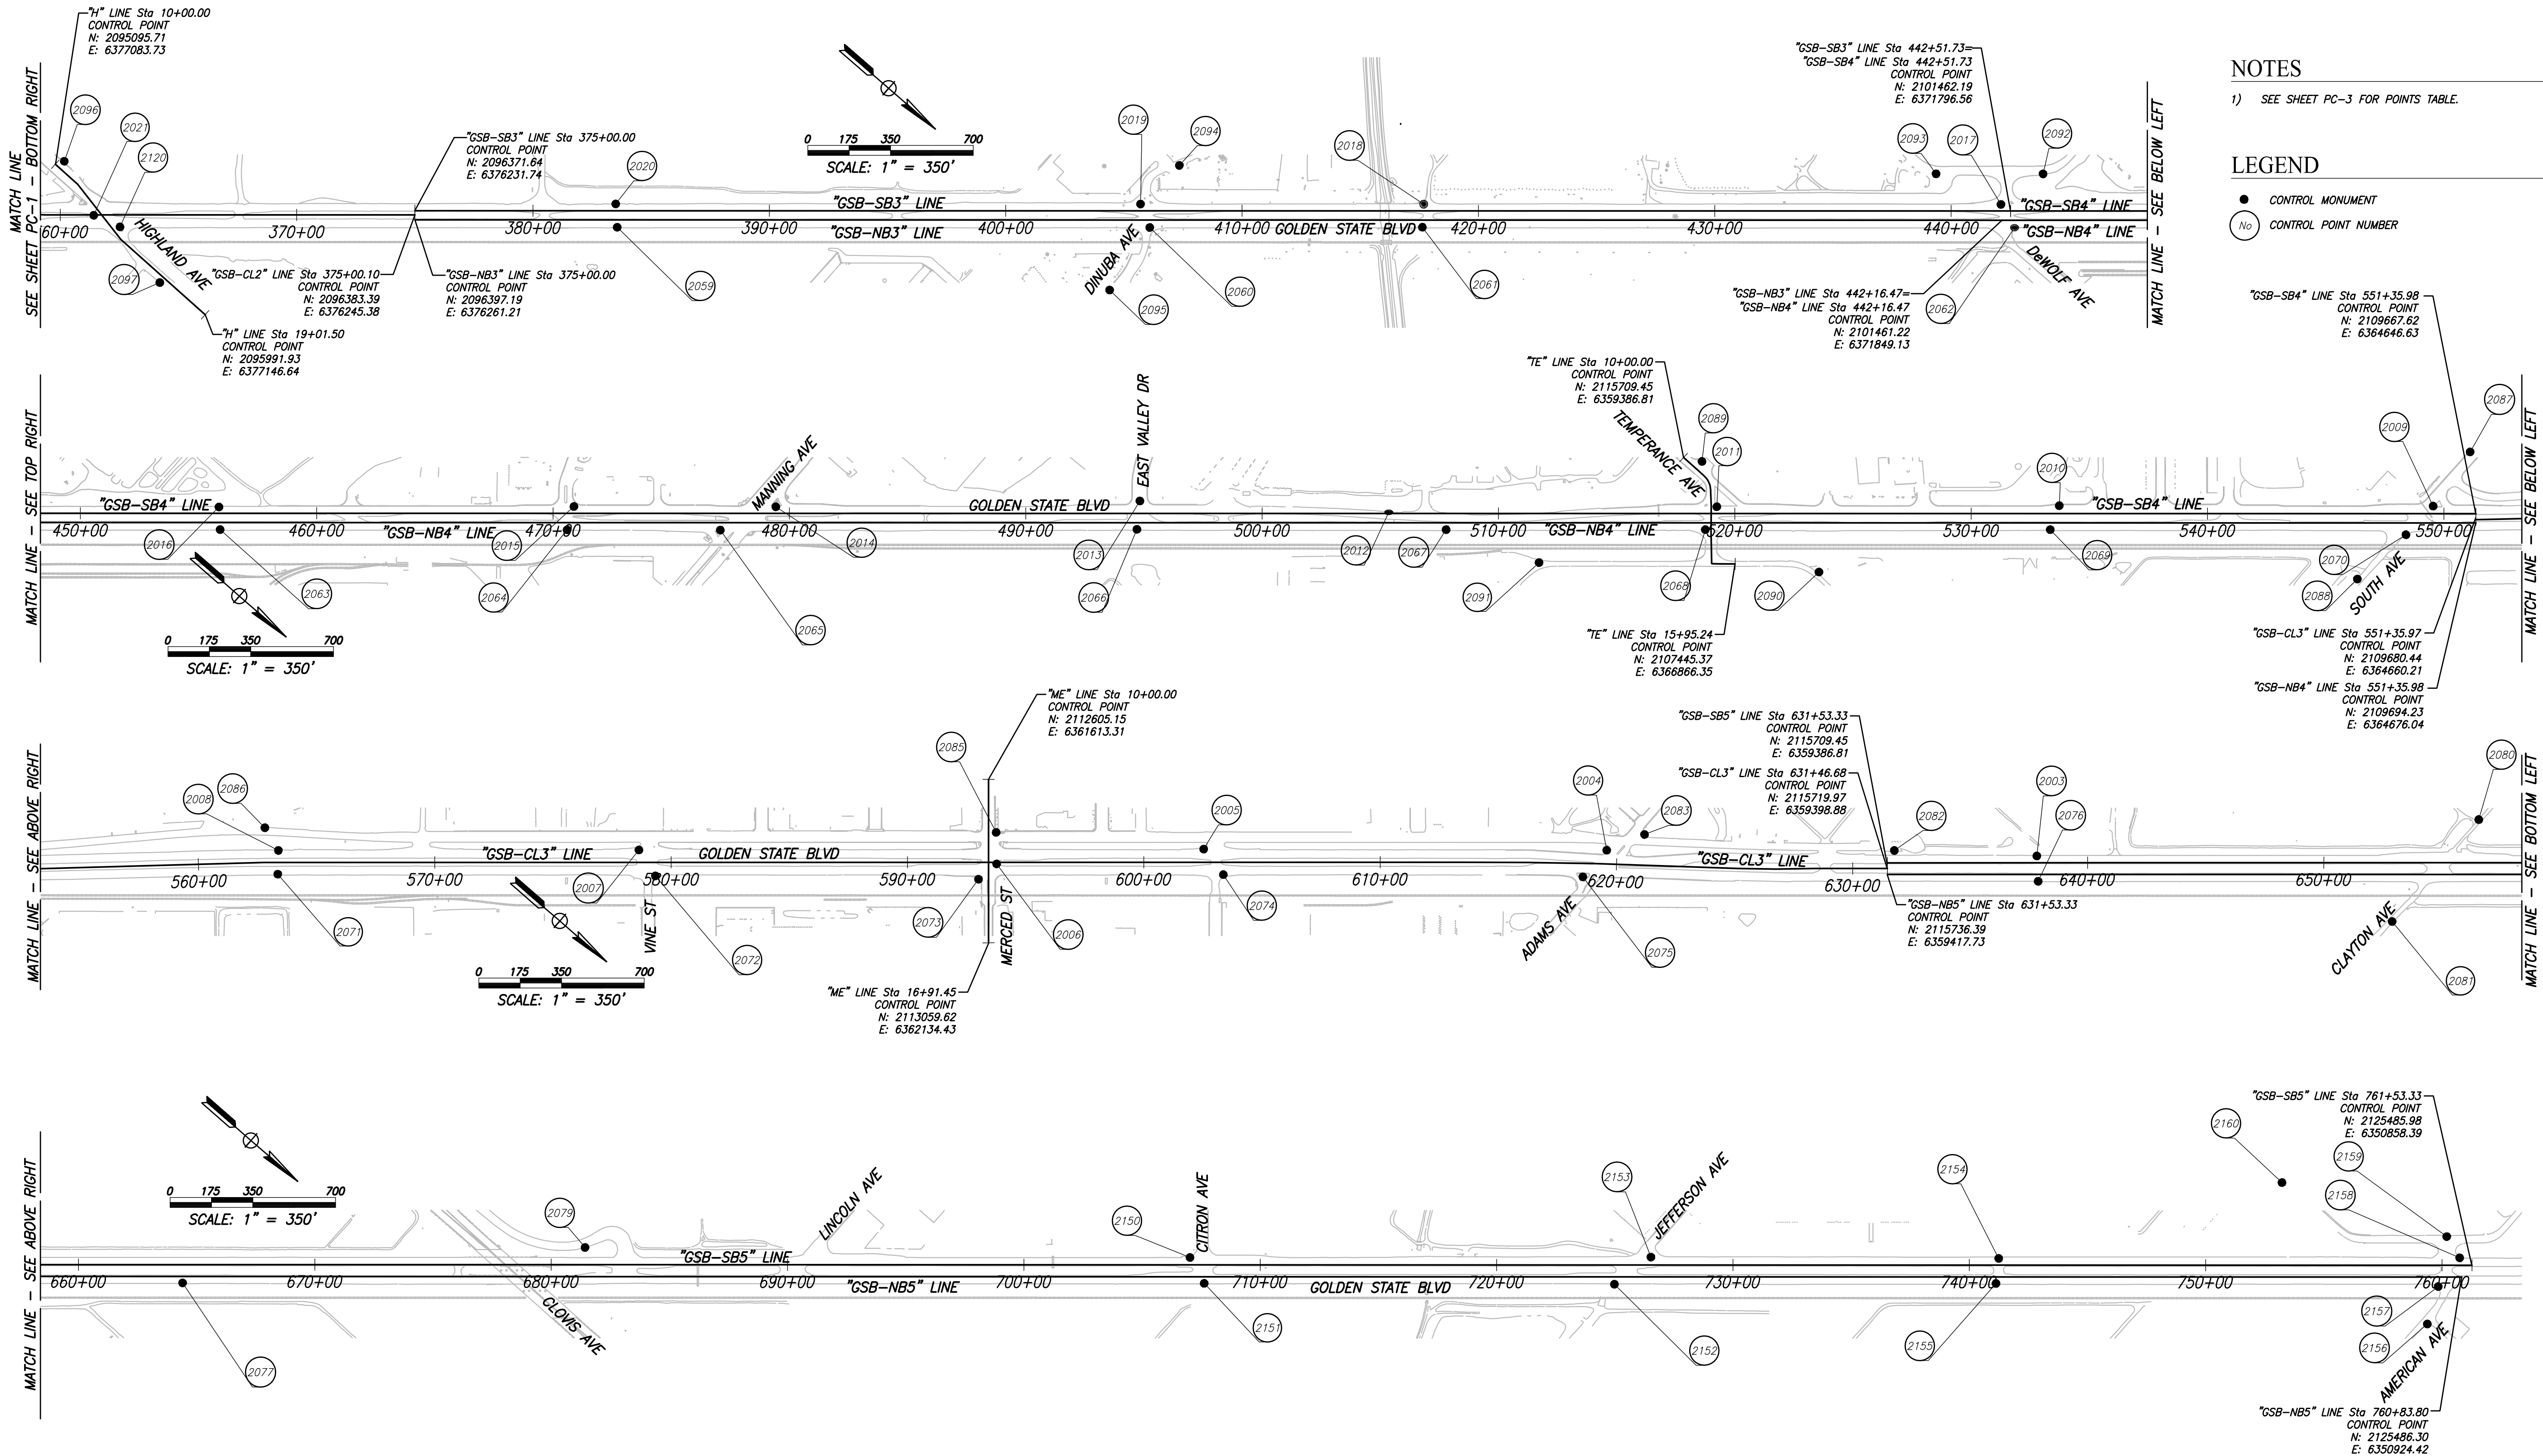 "H" LINE Sta 10+00.00
CONTROL POINT
N: 2095095.71
E: 6377083.73
MATCH LINE
SEE SHEET PC-1 - BOTTOM RIGHT
2096
2021
2120
"GSB-SB3" LINE Sta 375+00.00
CONTROL POINT
N: 2096371.64
E: 6376231.74
2020
0 175 350 700
SCALE: 1" = 350'
2019
2094
2018
"GSB-SB3" LINE Sta 442+51.73=
"GSB-SB4" LINE Sta 442+51.73
CONTROL POINT
N: 2101462.19
E: 6371796.56
2093
2017
2092
MATCH LINE - SEE BELOW LEFT
"GSB-SB3" LINE
"GSB-SB4" LINE
60+00
370+00
380+00
390+00
"GSB-NB3" LINE
400+00
410+00
GOLDEN STATE BLVD
420+00
430+00
440+00
"GSB-NB4" LINE
HIGHLAND AVE
DINUBA AVE
DeWOLF AVE
2097
"GSB-CL2" LINE Sta 375+00.10
CONTROL POINT
N: 2096383.39
E: 6376245.38
"GSB-NB3" LINE Sta 375+00.00
CONTROL POINT
N: 2096397.19
E: 6376261.21
2059
2095
2060
2061
"GSB-NB3" LINE Sta 442+16.47=
"GSB-NB4" LINE Sta 442+16.47
CONTROL POINT
N: 2101461.22
E: 6371849.13
2062
"H" LINE Sta 19+01.50
CONTROL POINT
N: 2095991.93
E: 6377146.64
NOTES
1) SEE SHEET PC-3 FOR POINTS TABLE.
LEGEND
CONTROL MONUMENT
No CONTROL POINT NUMBER
MATCH LINE - SEE TOP RIGHT
"GSB-SB4" LINE
450+00
2016
460+00
"GSB-NB4" LINE
2015
470+00
MANNING AVE
480+00
2014
GOLDEN STATE BLVD
490+00
EAST VALLEY DR
2013
500+00
2012
2067
510+00
"GSB-NB4" LINE
"TE" LINE Sta 10+00.00
CONTROL POINT
N: 2115709.45
E: 6359386.81
TEMPERANCE AVE
2089
2011
520+00
530+00
2010
"GSB-SB4" LINE
540+00
2009
550+00
2087
"GSB-SB4" LINE Sta 551+35.98
CONTROL POINT
N: 2109667.62
E: 6364646.63
MATCH LINE - SEE BELOW LEFT
2063
2064
2065
2066
2091
2068
2090
2069
2070
2088
SOUTH AVE
0 175 350 700
SCALE: 1" = 350'
"TE" LINE Sta 15+95.24
CONTROL POINT
N: 2107445.37
E: 6366866.35
"GSB-CL3" LINE Sta 551+35.97
CONTROL POINT
N: 2109680.44
E: 6364660.21
"GSB-NB4" LINE Sta 551+35.98
CONTROL POINT
N: 2109694.23
E: 6364676.04
MATCH LINE - SEE ABOVE RIGHT
2008
2086
"ME" LINE Sta 10+00.00
CONTROL POINT
N: 2112605.15
E: 6361613.31
2085
2005
2004
2083
"GSB-SB5" LINE Sta 631+53.33
CONTROL POINT
N: 2115709.45
E: 6359386.81
"GSB-CL3" LINE Sta 631+46.68
CONTROL POINT
N: 2115719.97
E: 6359398.88
2082
2003
2076
2080
MATCH LINE - SEE BOTTOM LEFT
"GSB-CL3" LINE
GOLDEN STATE BLVD
"GSB-CL3" LINE
560+00
570+00
2007
580+00
590+00
600+00
610+00
620+00
630+00
640+00
650+00
2071
VINE ST
2072
2073
MERCED ST
2006
2074
ADAMS AVE
2075
"GSB-NB5" LINE Sta 631+53.33
CONTROL POINT
N: 2115736.39
E: 6359417.73
CLAYTON AVE
2081
0 175 350 700
SCALE: 1" = 350'
"ME" LINE Sta 16+91.45
CONTROL POINT
N: 2113059.62
E: 6362134.43
MATCH LINE - SEE ABOVE RIGHT
0 175 350 700
SCALE: 1" = 350'
2079
LINCOLN AVE
2150
CITRON AVE
2153
JEFFERSON AVE
2154
2160
"GSB-SB5" LINE Sta 761+53.33
CONTROL POINT
N: 2125485.98
E: 6350858.39
2159
2158
"GSB-SB5" LINE
660+00
670+00
680+00
690+00
"GSB-NB5" LINE
700+00
710+00
GOLDEN STATE BLVD
720+00
730+00
740+00
750+00
760+00
2077
CLOVIS AVE
2151
2152
2155
2157
2156
AMERICAN AVE
"GSB-NB5" LINE Sta 760+83.80
CONTROL POINT
N: 2125486.30
E: 6350924.42